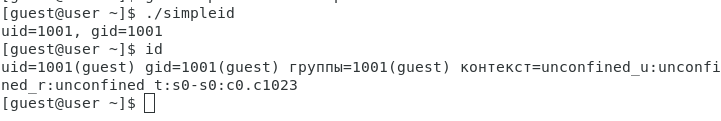 [guest@user ~]$ ./simpleid
uid=1001, gid=1001
[guest@user ~]$ id
uid=1001(guest) gid=1001(guest) группы=1001(guest) контекст=unconfined_u:unconfi
ned_r:unconfined_t:s0-s0:c0.c1023
[guest@user ~]$